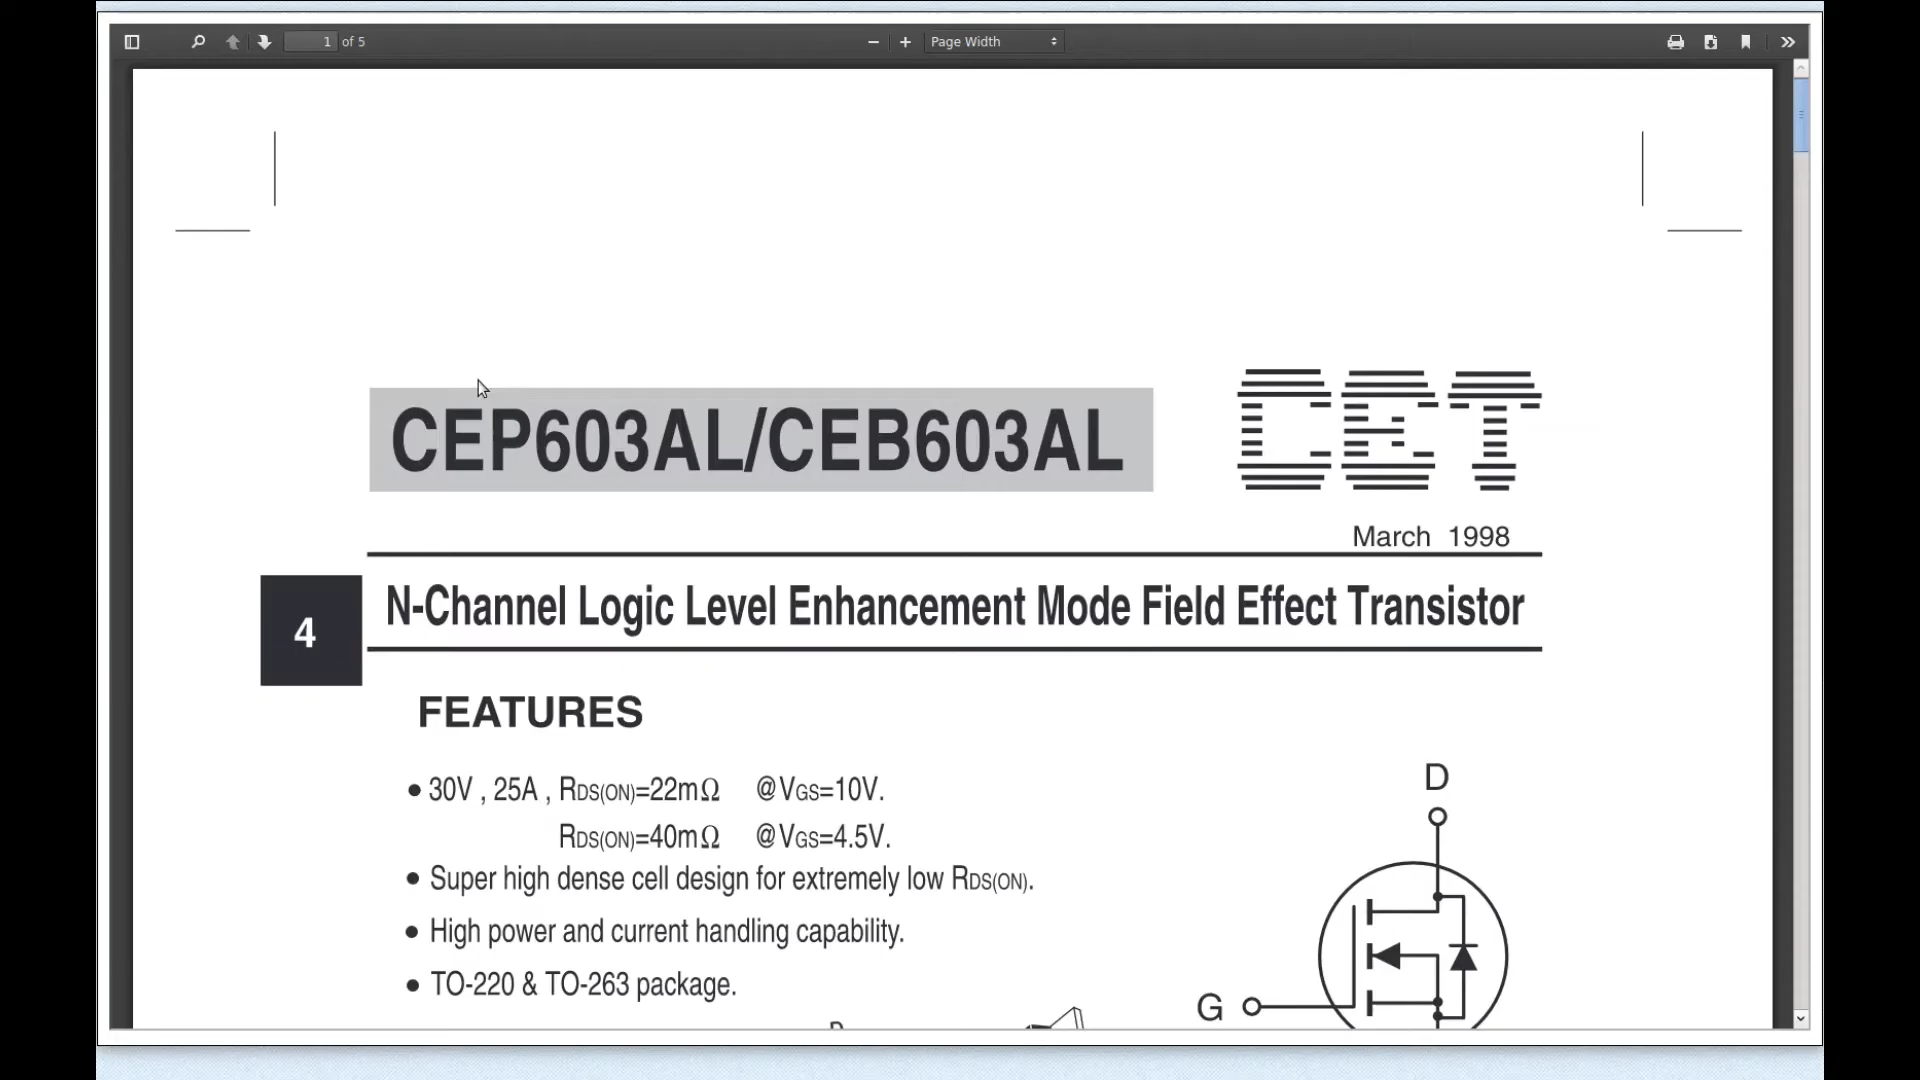 1 of 5 Page Width
CEP603AL/CEB603AL
CET
March 1998
4
N-Channel Logic Level Enhancement Mode Field Effect Transistor
FEATURES
● 30V , 25A , RDS(ON)=22mΩ @VGS=10V.
RDS(ON)=40mΩ @VGS=4.5V.
● Super high dense cell design for extremely low RDS(ON).
● High power and current handling capability.
● TO-220 & TO-263 package.
D
G